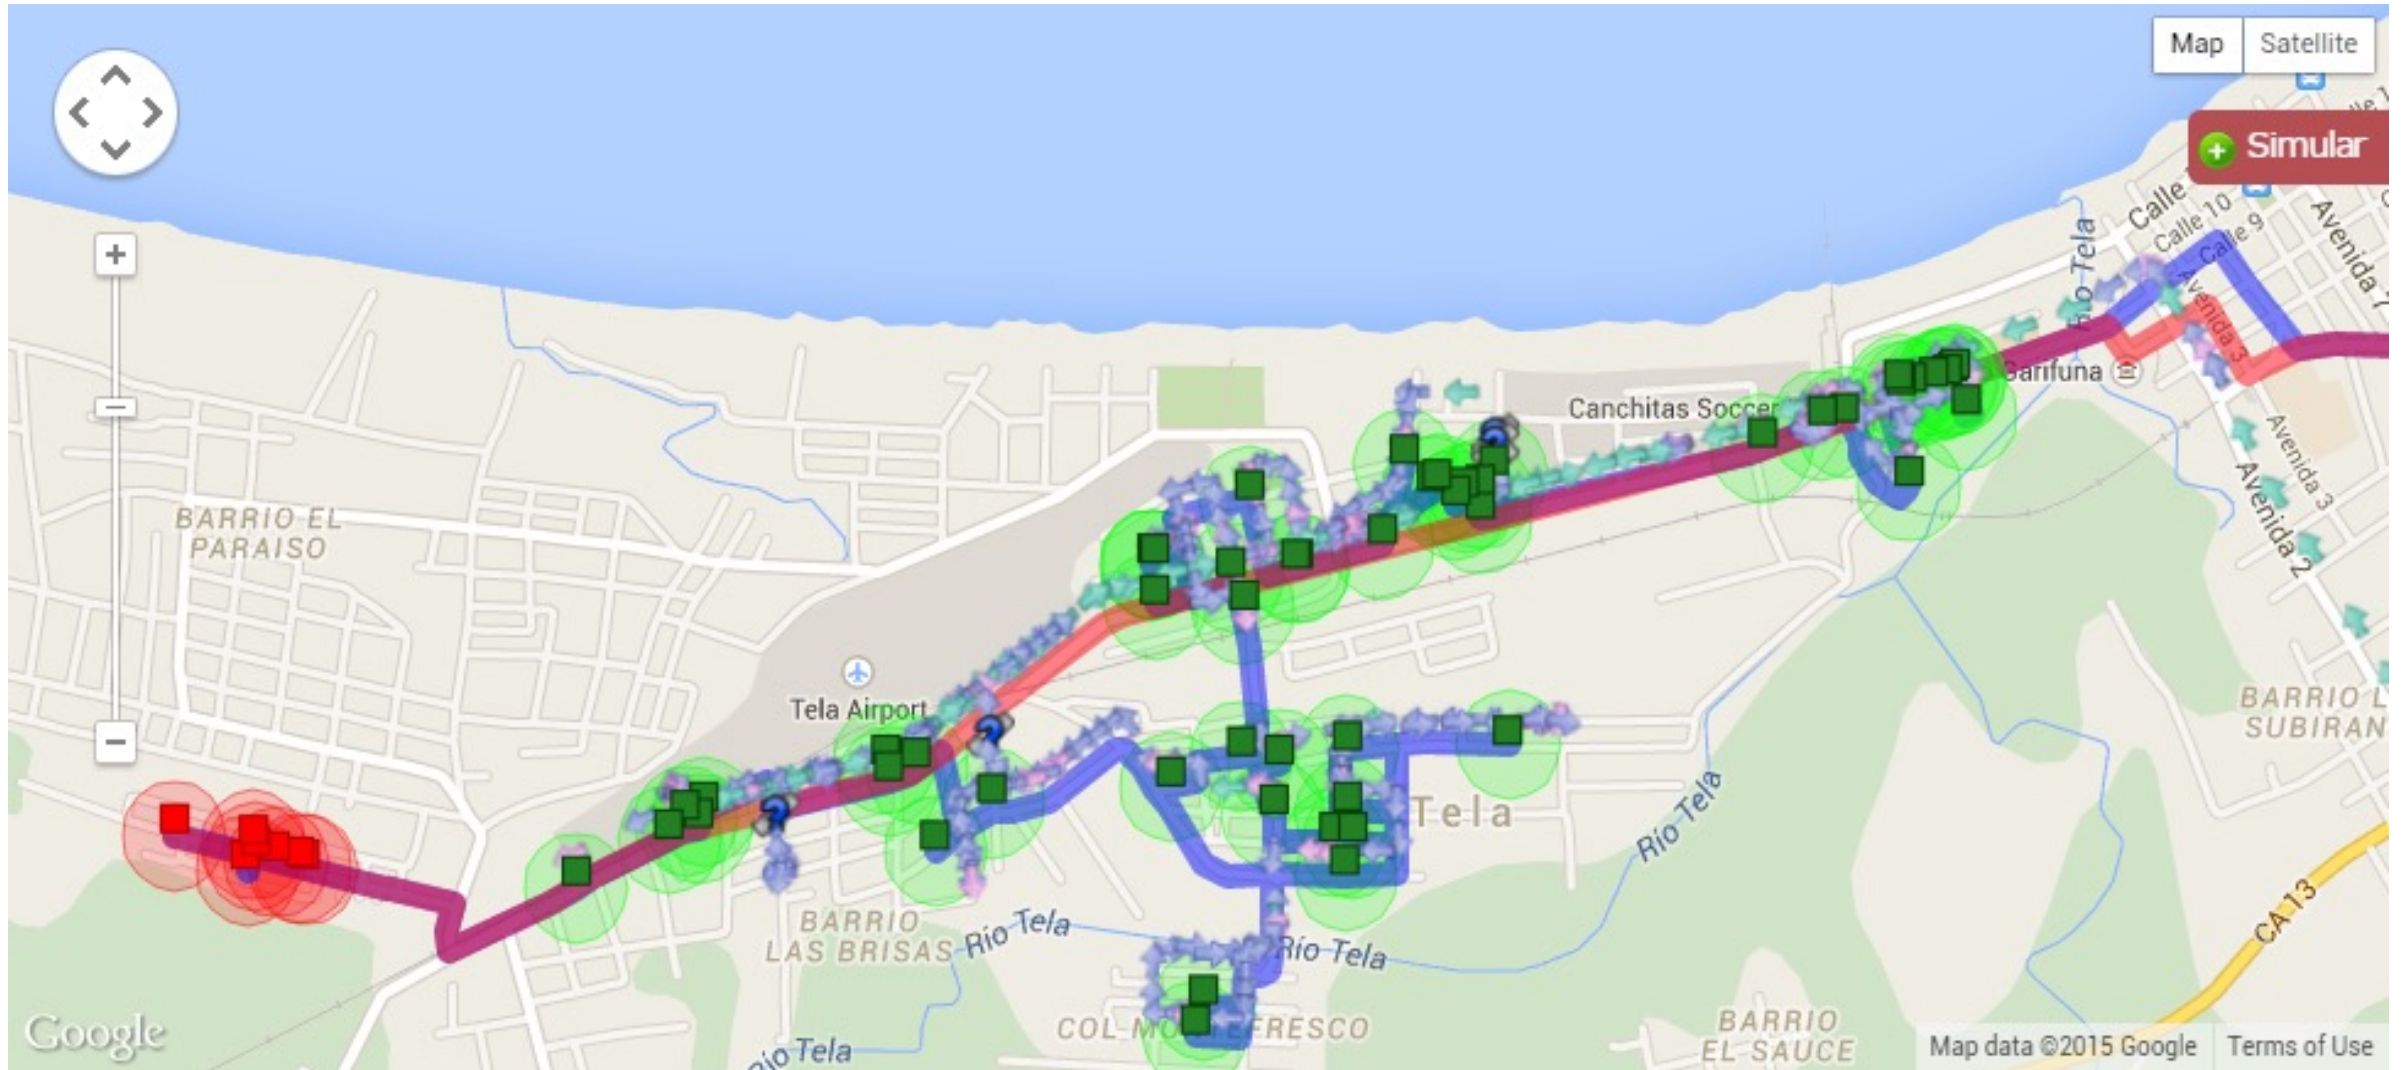 Map
Satellite
Simular
Calle
Calle 10
Calle 9
Avenida 7
Río Tela
Avenida 3
Garifuna
Canchitas Soccer
Avenida 3
Avenida 2
BARRIO EL
PARAISO
Tela Airport
BARRIO L
SUBIRAN
Tela
Río Tela
CA 13
BARRIO
LAS BRISAS
Río Tela
Río Tela
BARRIO
EL SAUCE
Río Tela
Google
Map data ©2015 Google
Terms of Use